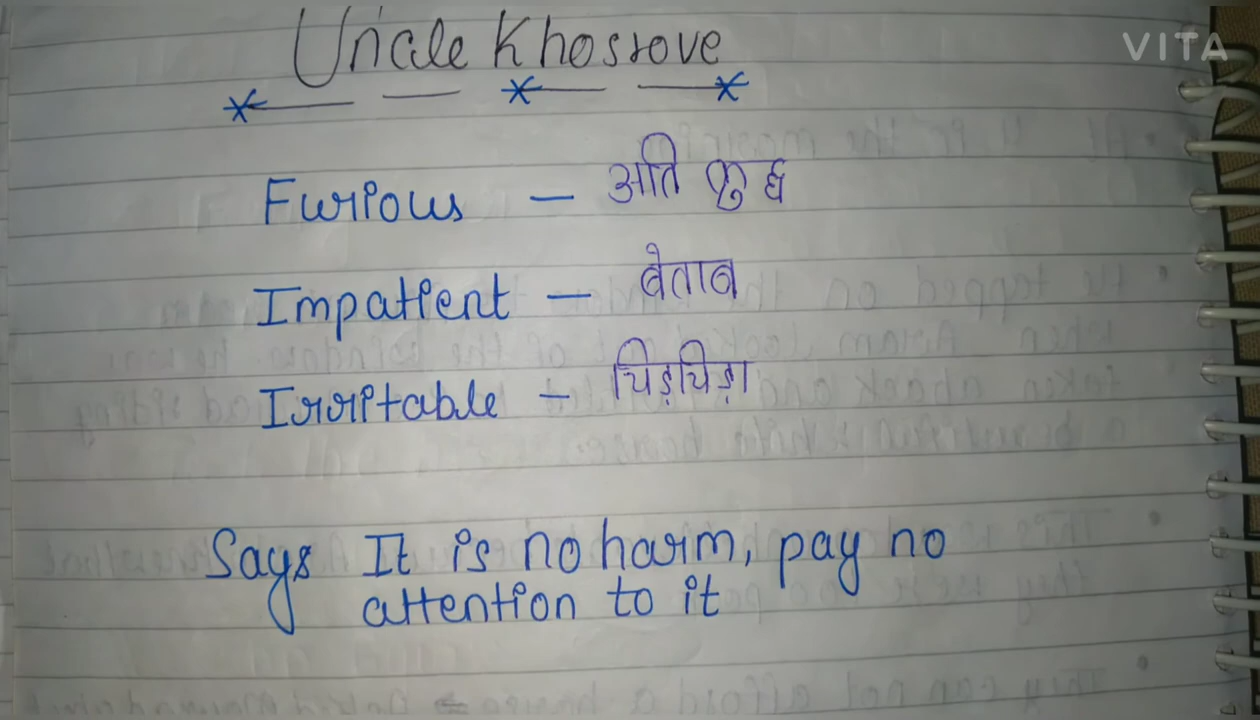 Uncle Khosrove
VITA
Furious — अति क्रुद्ध
Impatient — बेताब
Irritable — चिड़चिड़ा
Says It is no harm, pay no
attention to it